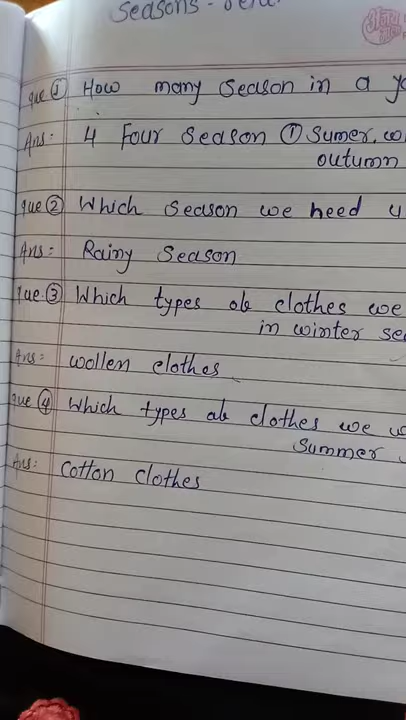 Seasons -
que ① How many season in a
Ans: 4 Four season ① Sumer.
outumn
que ② Which season we need
Ans: Rainy Season
que ③ Which types ob clothes we
in winter
Ans: wollen clothes
que ④ Which types ab clothes we
Summer
Ans: Cotton clothes